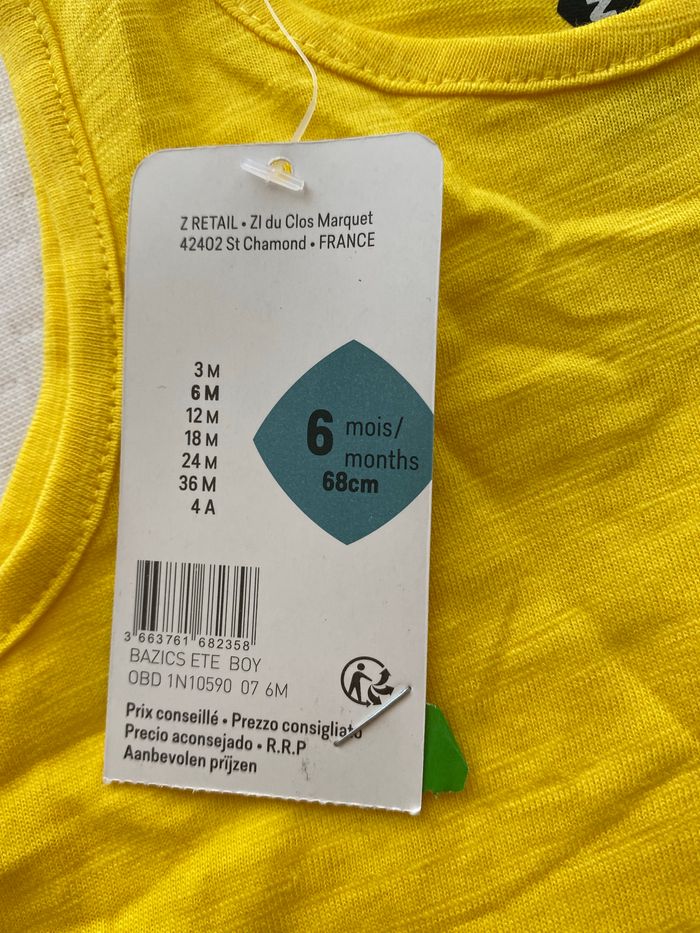 Z RETAIL • ZI du Clos Marquet
42402 St Chamond • FRANCE
3 M
6 M
12 M
18 M
24 M
36 M
4 A
6 mois/
months
68cm
3 663761 682358
BAZICS ETE BOY
OBD 1N10590 07 6M
Prix conseillé • Prezzo consigliato
Precio aconsejado • R.R.P
Aanbevolen prijzen